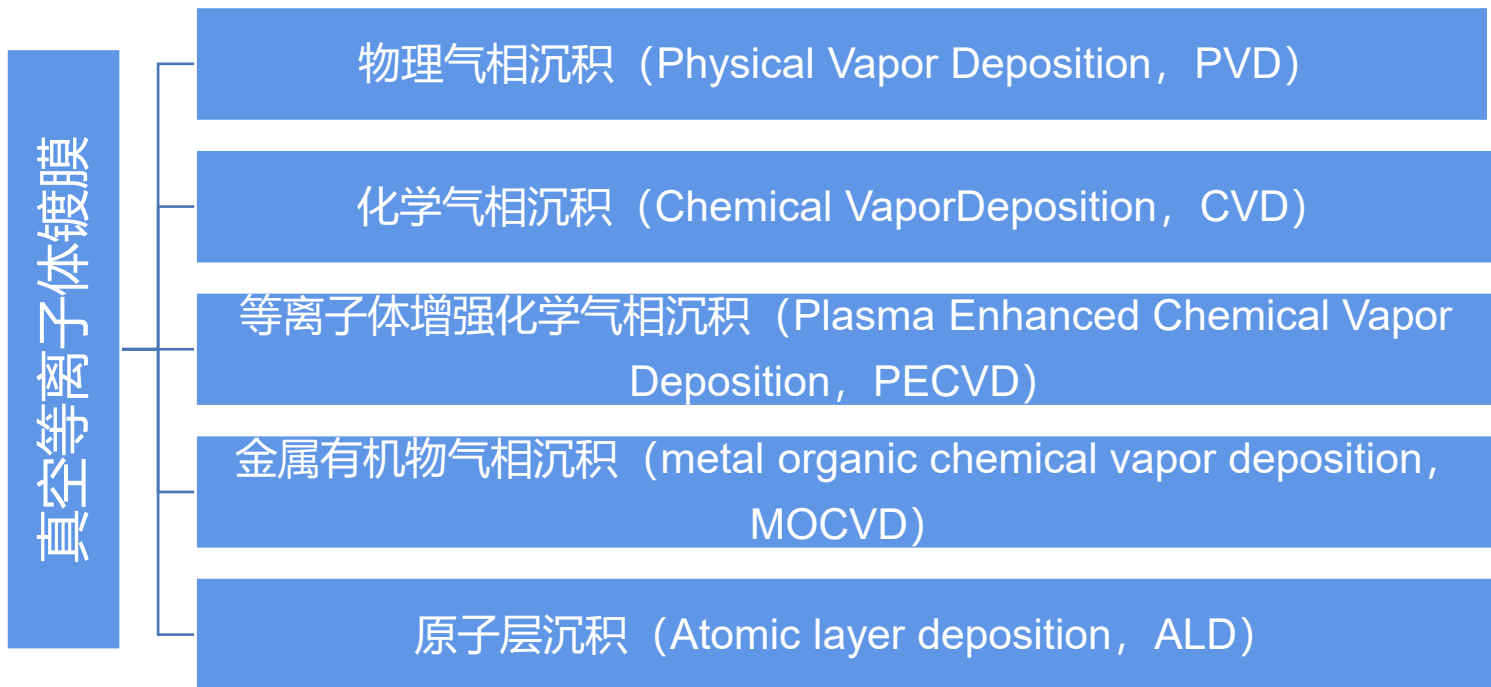 真空等离子体镀膜
物理气相沉积（Physical Vapor Deposition，PVD）
化学气相沉积（Chemical VaporDeposition，CVD）
等离子体增强化学气相沉积（Plasma Enhanced Chemical Vapor
Deposition，PECVD）
金属有机物气相沉积（metal organic chemical vapor deposition，
MOCVD）
原子层沉积（Atomic layer deposition，ALD）